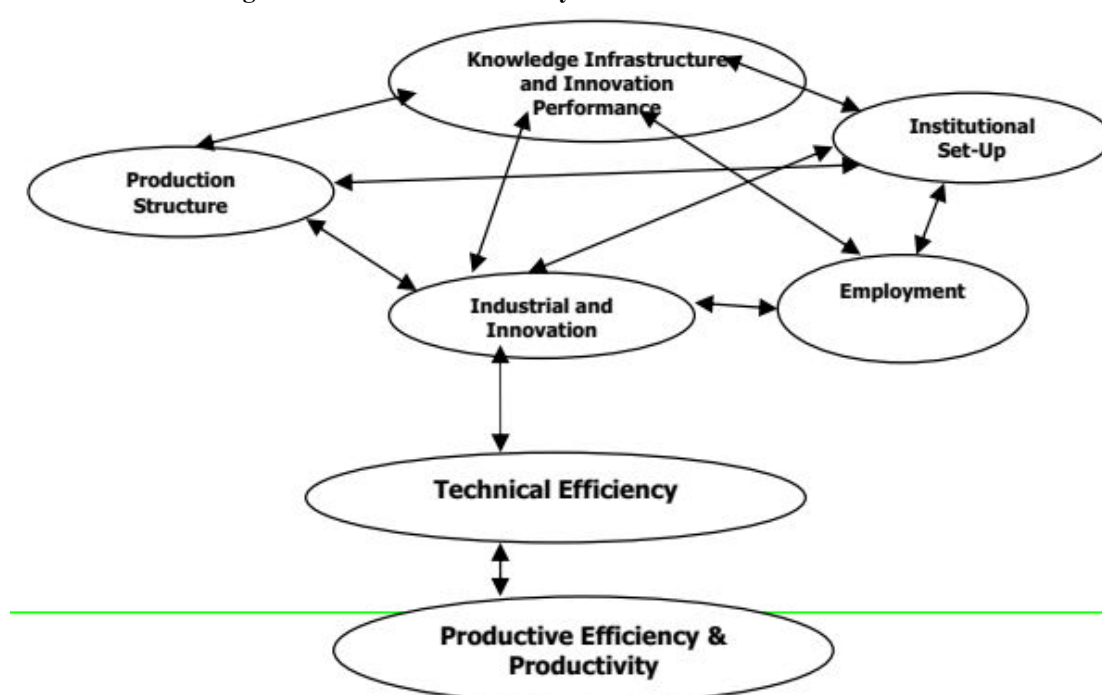 Knowledge Infrastructure
and Innovation
Performance
Institutional
Set-Up
Production
Structure
Employment
Industrial and
Innovation
Technical Efficiency
Productive Efficiency &
Productivity